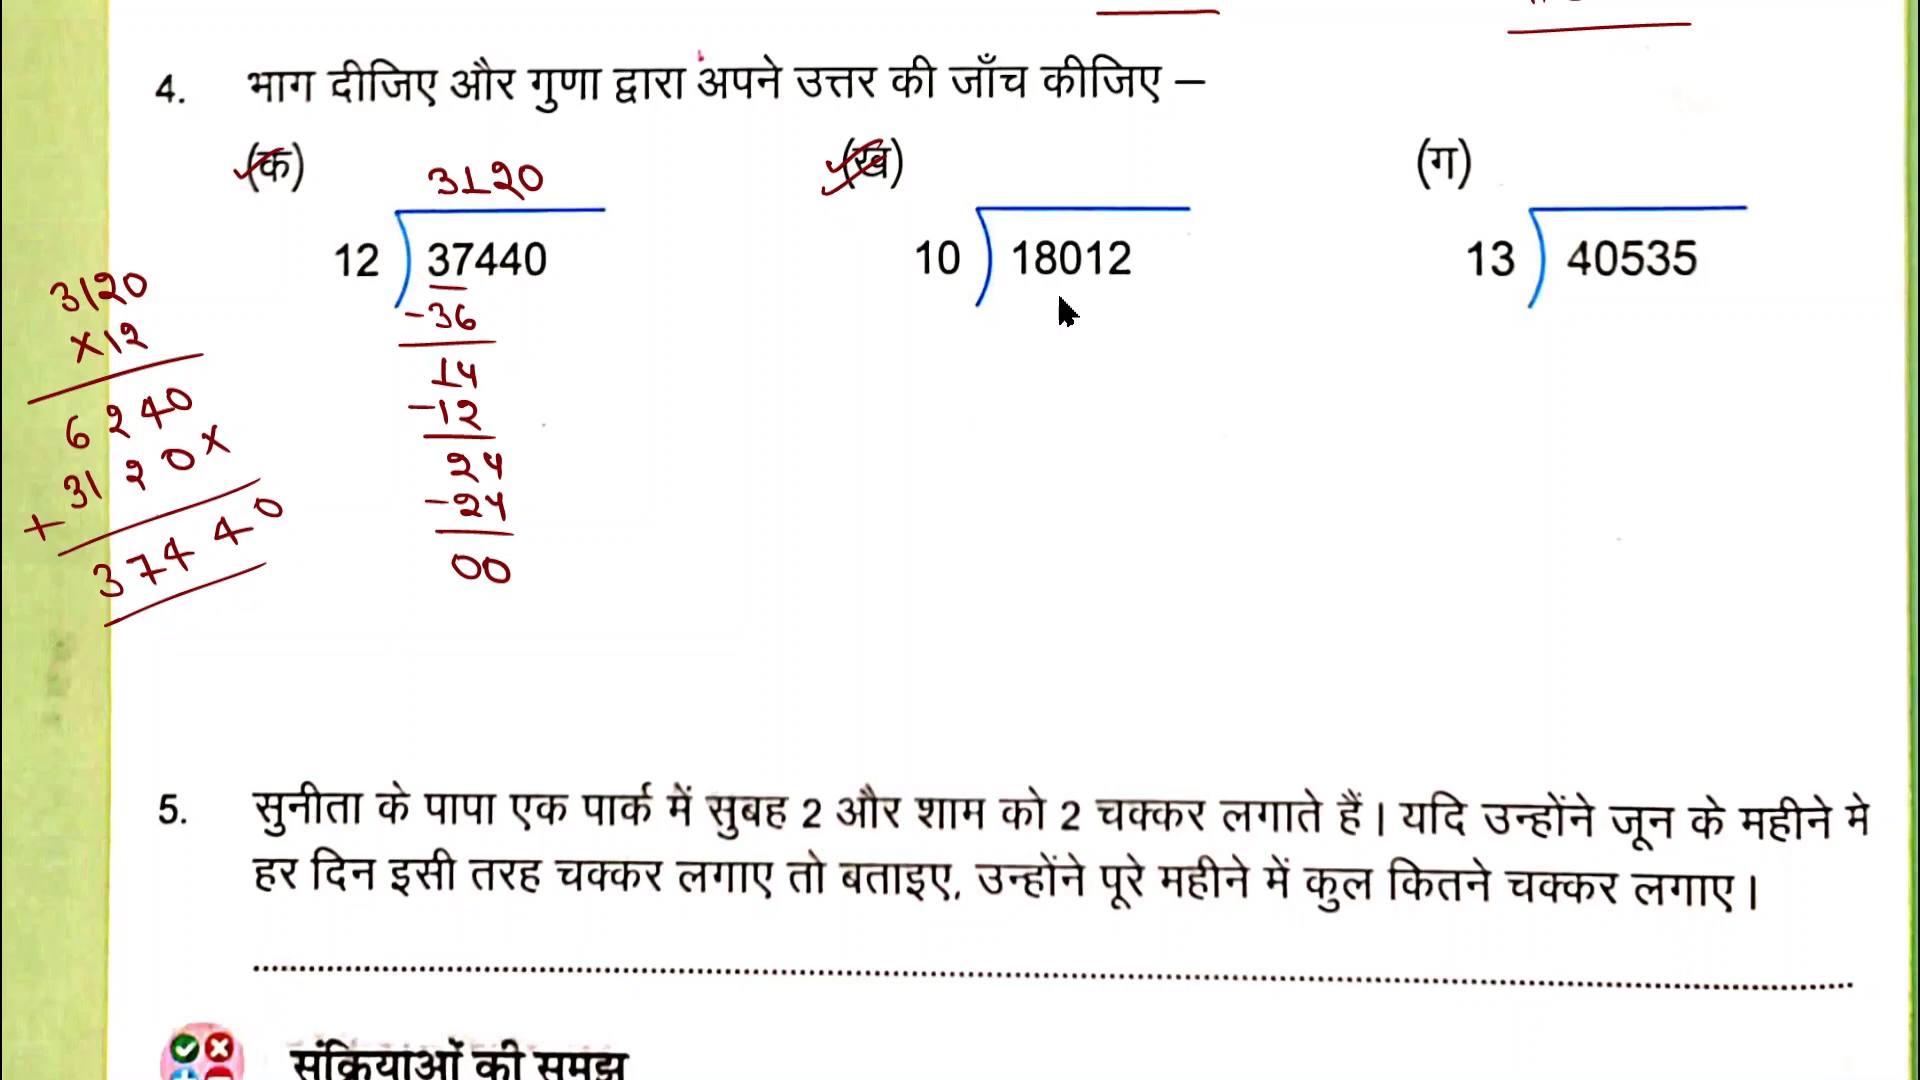 4. भाग दीजिए और गुणा द्वारा अपने उत्तर की जाँच कीजिए –
(क) (ख) (ग)
3120
12 37440 10 18012 13 40535
-36
14
-12
24
-24
00
3120
×12
6240
+3120×
37440
5. सुनीता के पापा एक पार्क में सुबह 2 और शाम को 2 चक्कर लगाते हैं। यदि उन्होंने जून के महीने मे
हर दिन इसी तरह चक्कर लगाए तो बताइए, उन्होंने पूरे महीने में कुल कितने चक्कर लगाए।
संक्रियाओं की समझ